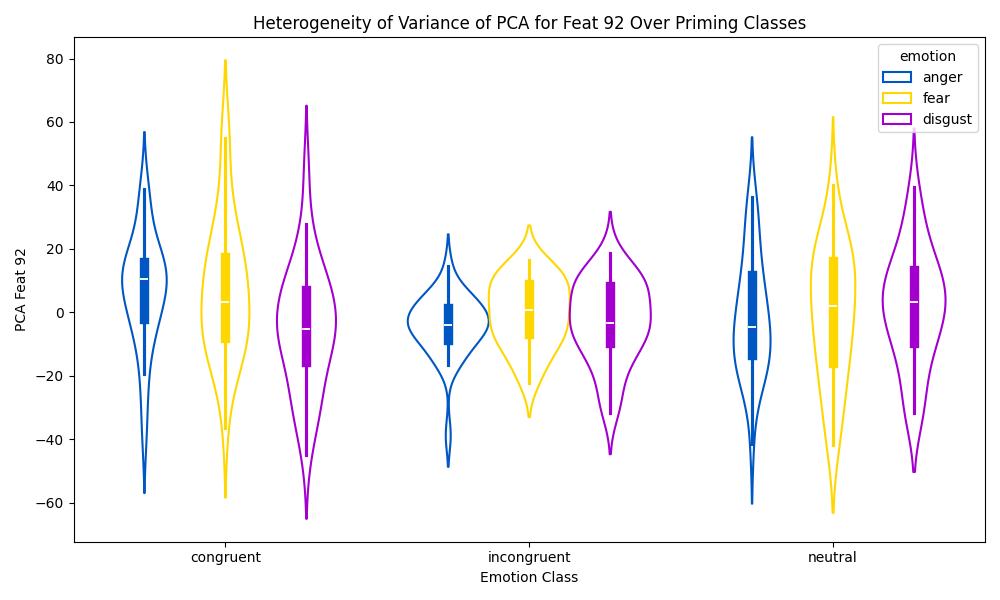 Heterogeneity of Variance of PCA for Feat 92 Over Priming Classes
emotion
anger
fear
disgust
PCA Feat 92
80
60
40
20
0
−20
−40
−60
congruent
incongruent
neutral
Emotion Class